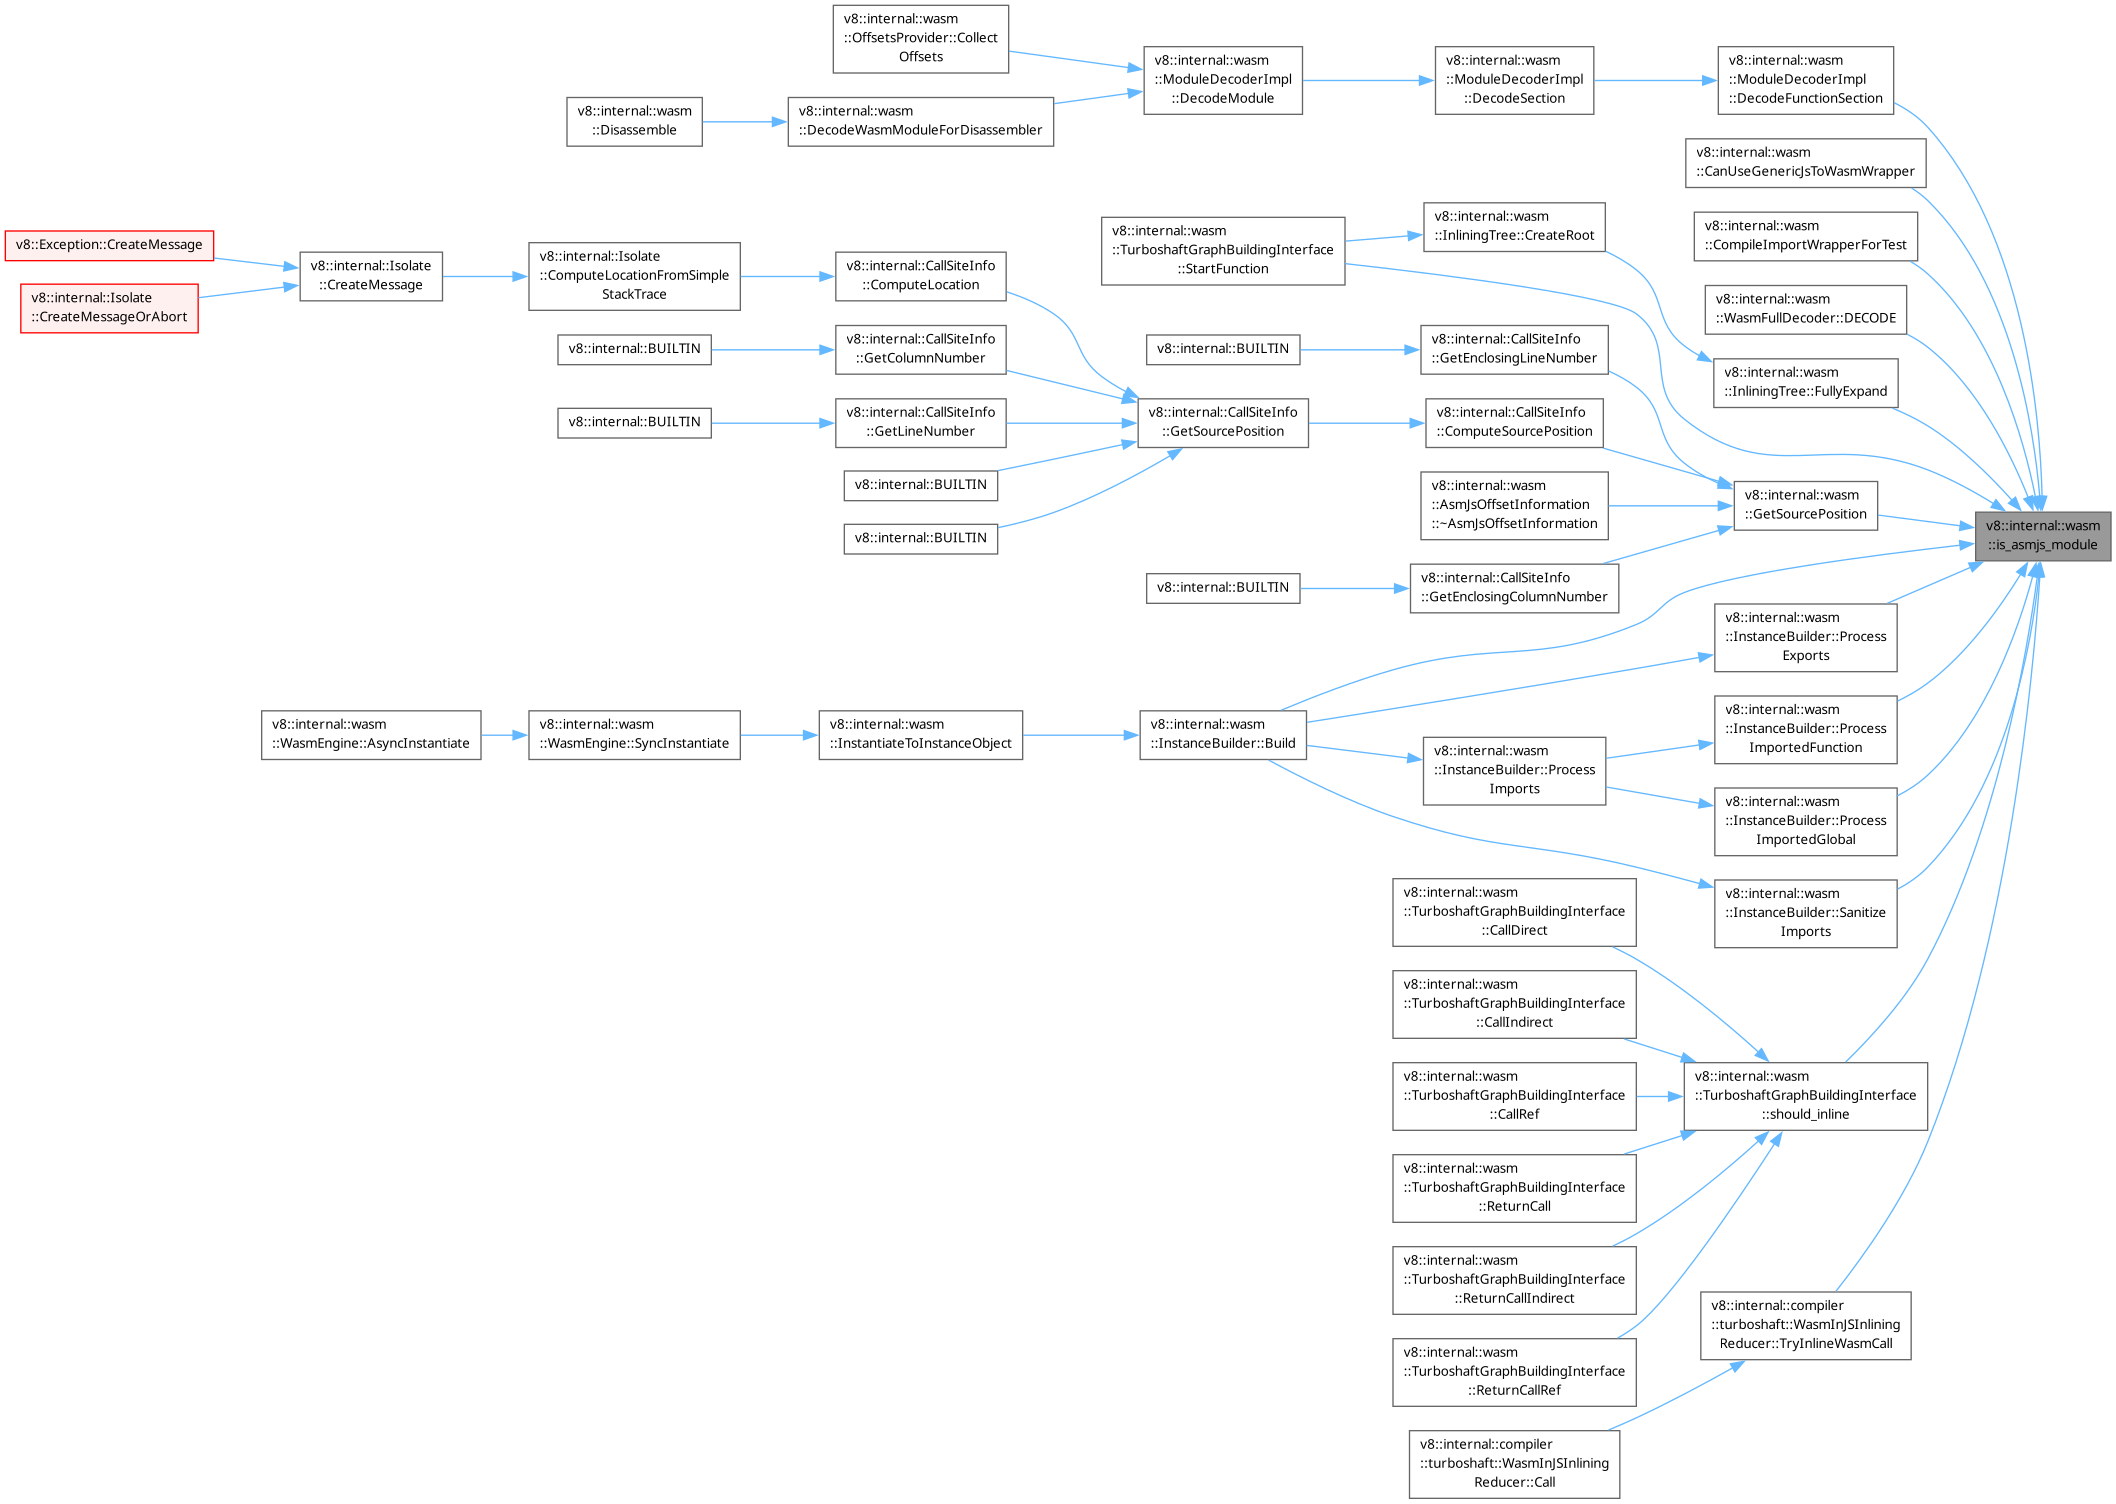 v8::internal::wasm
::OffsetsProvider::Collect
Offsets
v8::internal::wasm
::ModuleDecoderImpl
::DecodeModule
v8::internal::wasm
::ModuleDecoderImpl
::DecodeSection
v8::internal::wasm
::ModuleDecoderImpl
::DecodeFunctionSection
v8::internal::wasm
::Disassemble
v8::internal::wasm
::DecodeWasmModuleForDisassembler
v8::internal::wasm
::CanUseGenericJsToWasmWrapper
v8::Exception::CreateMessage
v8::internal::Isolate
::CreateMessageOrAbort
v8::internal::Isolate
::CreateMessage
v8::internal::Isolate
::ComputeLocationFromSimple
StackTrace
v8::internal::CallSiteInfo
::ComputeLocation
v8::internal::wasm
::TurboshaftGraphBuildingInterface
::StartFunction
v8::internal::wasm
::InliningTree::CreateRoot
v8::internal::wasm
::CompileImportWrapperForTest
v8::internal::wasm
::WasmFullDecoder::DECODE
v8::internal::BUILTIN
v8::internal::CallSiteInfo
::GetColumnNumber
v8::internal::BUILTIN
v8::internal::CallSiteInfo
::GetEnclosingLineNumber
v8::internal::wasm
::InliningTree::FullyExpand
v8::internal::BUILTIN
v8::internal::CallSiteInfo
::GetLineNumber
v8::internal::CallSiteInfo
::GetSourcePosition
v8::internal::CallSiteInfo
::ComputeSourcePosition
v8::internal::BUILTIN
v8::internal::wasm
::AsmJsOffsetInformation
::~AsmJsOffsetInformation
v8::internal::wasm
::GetSourcePosition
v8::internal::wasm
::is_asmjs_module
v8::internal::BUILTIN
v8::internal::BUILTIN
v8::internal::CallSiteInfo
::GetEnclosingColumnNumber
v8::internal::wasm
::InstanceBuilder::Process
Exports
v8::internal::wasm
::WasmEngine::AsyncInstantiate
v8::internal::wasm
::WasmEngine::SyncInstantiate
v8::internal::wasm
::InstantiateToInstanceObject
v8::internal::wasm
::InstanceBuilder::Build
v8::internal::wasm
::InstanceBuilder::Process
Imports
v8::internal::wasm
::InstanceBuilder::Process
ImportedFunction
v8::internal::wasm
::InstanceBuilder::Process
ImportedGlobal
v8::internal::wasm
::InstanceBuilder::Sanitize
Imports
v8::internal::wasm
::TurboshaftGraphBuildingInterface
::CallDirect
v8::internal::wasm
::TurboshaftGraphBuildingInterface
::CallIndirect
v8::internal::wasm
::TurboshaftGraphBuildingInterface
::CallRef
v8::internal::wasm
::TurboshaftGraphBuildingInterface
::should_inline
v8::internal::wasm
::TurboshaftGraphBuildingInterface
::ReturnCall
v8::internal::wasm
::TurboshaftGraphBuildingInterface
::ReturnCallIndirect
v8::internal::wasm
::TurboshaftGraphBuildingInterface
::ReturnCallRef
v8::internal::compiler
::turboshaft::WasmInJSInlining
Reducer::TryInlineWasmCall
v8::internal::compiler
::turboshaft::WasmInJSInlining
Reducer::Call